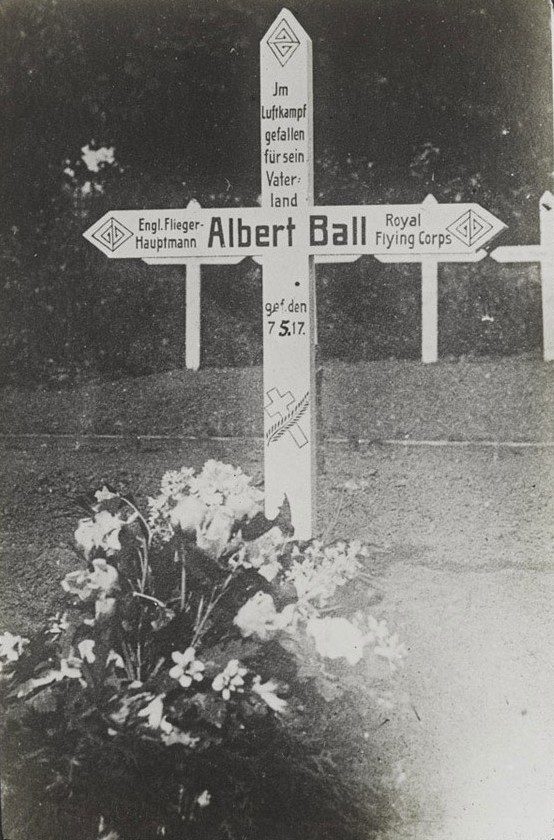 Jm
Luftkampf
gefallen
für sein
Vater=
land
Engl. Flieger-
Hauptmann
Albert Ball
Royal
Flying Corps
gef. den
7 5.17.